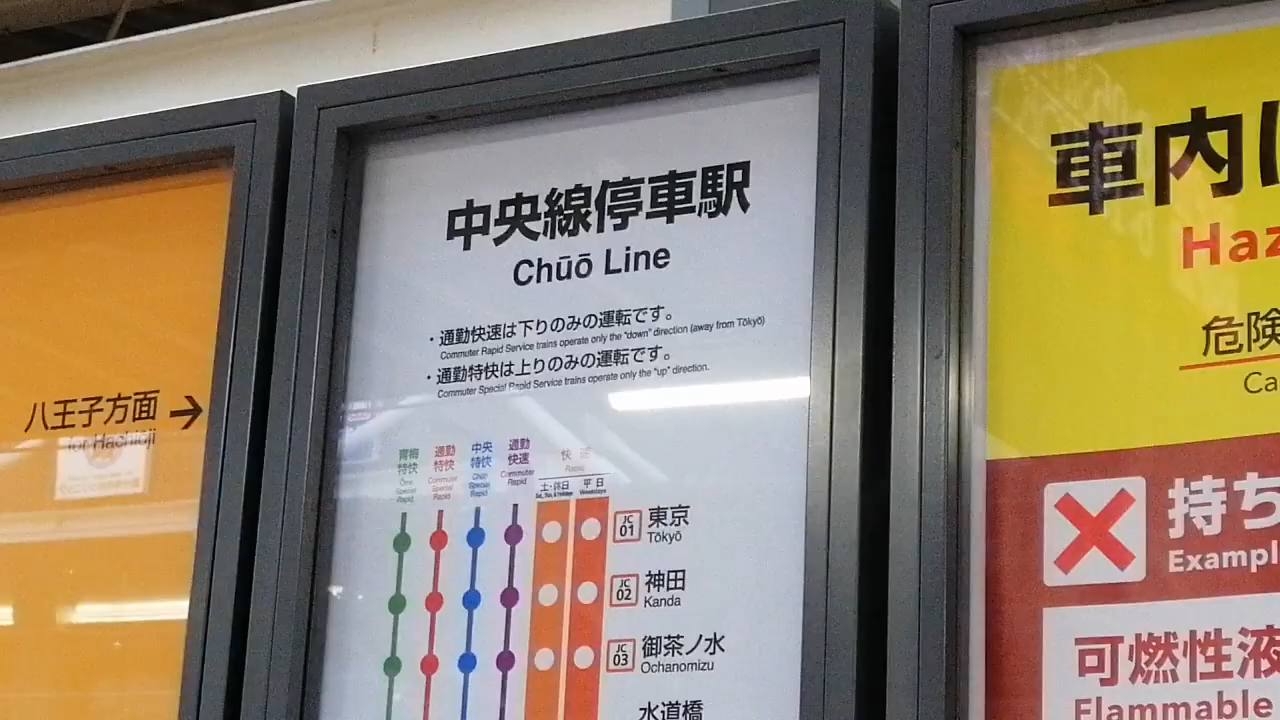 八王子方面 →
for Hachioji
中央線停車駅
Chūō Line
・通勤快速は下りのみの運転です。
Commuter Rapid Service trains operate only the "down" direction (away from Tōkyō)
・通勤特快は上りのみの運転です。
Commuter Special Rapid Service trains operate only the "up" direction.
青梅
特快
Ōme
Special
Rapid
通勤
特快
Commuter
Special
Rapid
中央
特快
Chūō
Special
Rapid
通勤
快速
Commuter
Rapid
快速
Rapid
土・休日
Sat., Sun. & Holidays
平日
Weekdays
JC
01
東京
Tōkyō
JC
02
神田
Kanda
JC
03
御茶ノ水
Ochanomizu
水道橋
車内
Haz
危険
Ca
持ち
Exampl
可燃性液
Flammable